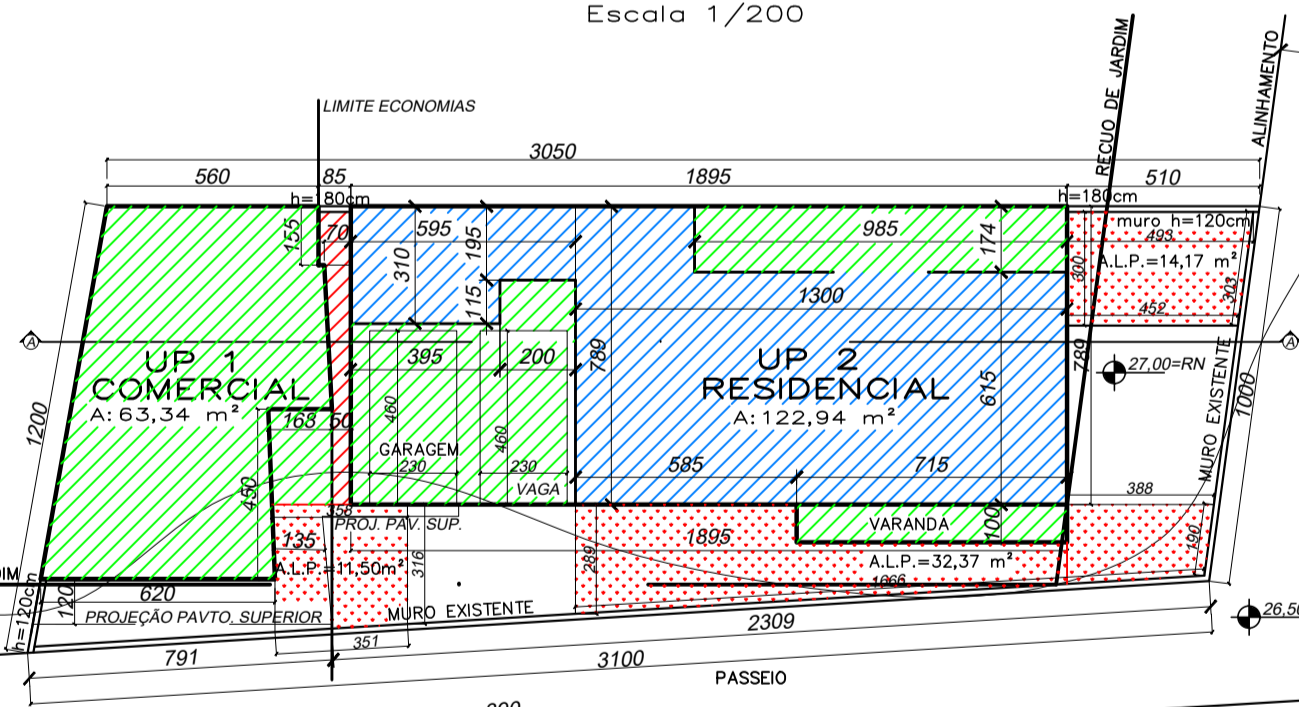 Escala 1/200
LIMITE ECONOMIAS
RECUO DE JARDIM
ALINHAMENTO
3050
560
85
1895
510
h=180cm
h=180cm
muro h=120cm
493
155
70
595
310
195
115
985
174
300
A.L.P.=14,17 m²
303
452
1300
789
789
615
27,00=RN
MURO EXISTENTE
1000
1200
UP 1
COMERCIAL
A: 63,34 m²
163
50
395
200
460
460
GARAGEM
230
230
VAGA
UP 2
RESIDENCIAL
A: 122,94 m²
585
715
388
450
358
PROJ. PAV. SUP.
135
A.L.P.=11,50m²
316
289
1895
VARANDA
100
A.L.P.=32,37 m²
1666
190
DIM
h=120cm
120
620
PROJEÇÃO PAVTO. SUPERIOR
MURO EXISTENTE
351
2309
791
3100
PASSEIO
26,50
A
A